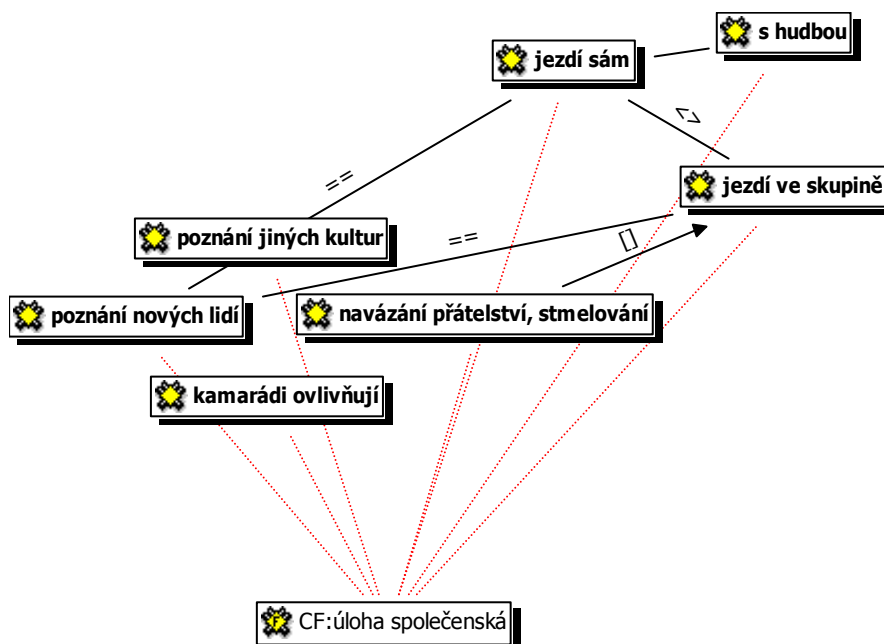 s hudbou
jezdí sám
<>
==
jezdí ve skupině
poznání jiných kultur
==
[]
poznání nových lidí
navázání přátelství, stmelování
kamarádi ovlivňují
F CF:úloha společenská